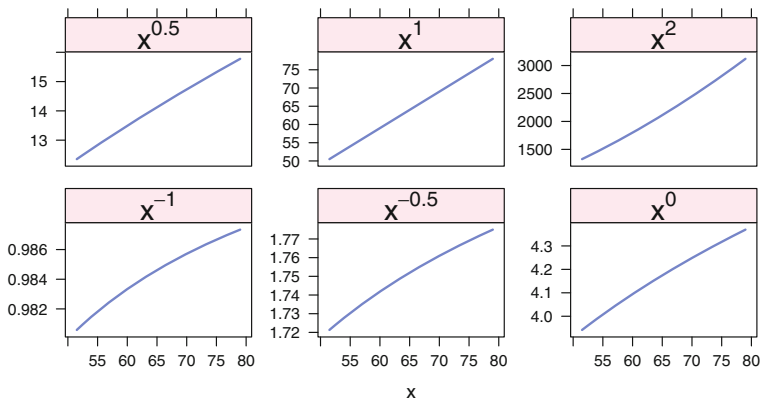 x^0.5 x^1 x^2
15 14 13
75 70 65 60 55 50
3000 2500 2000 1500
x^−1 x^−0.5 x^0
0.986 0.984 0.982
1.77 1.76 1.75 1.74 1.73 1.72
4.3 4.2 4.1 4.0
55 60 65 70 75 80 55 60 65 70 75 80 55 60 65 70 75 80
x